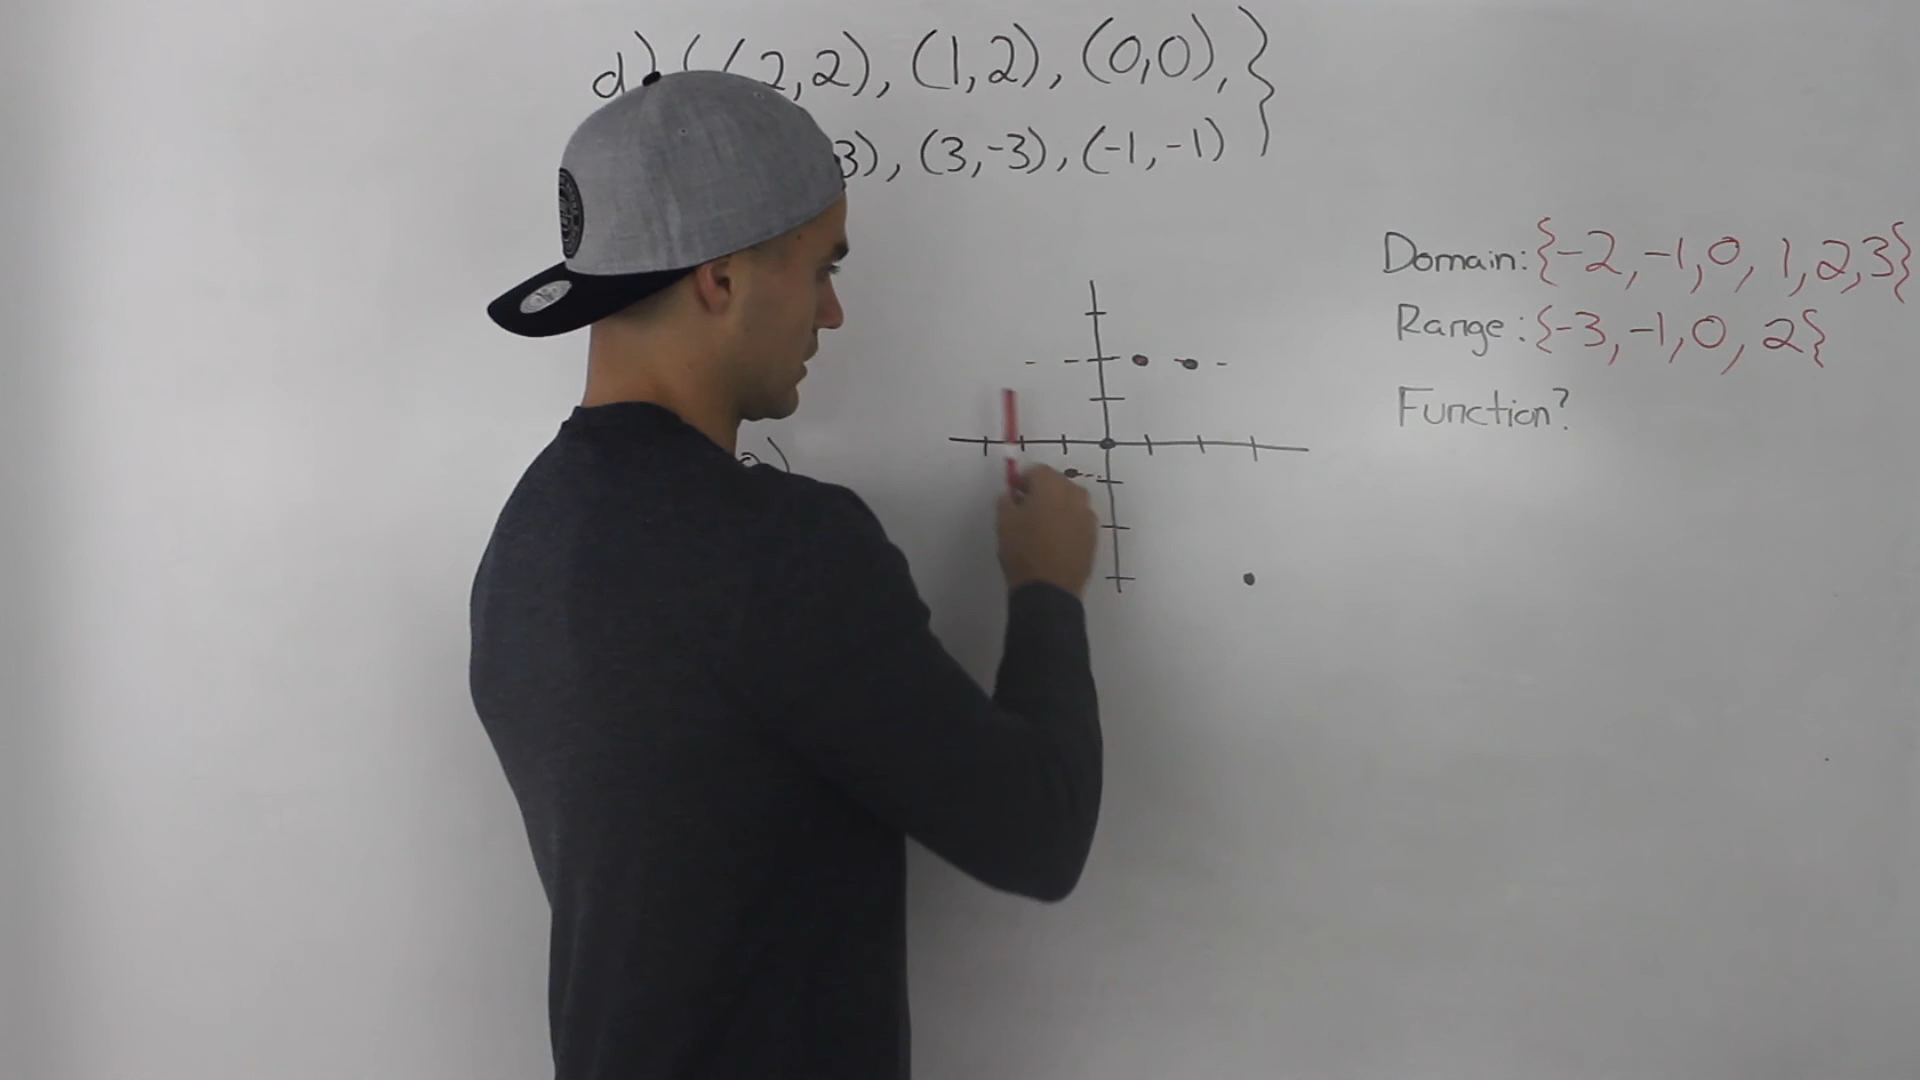 d) 2,2), (1,2), (0,0), }
3), (3,-3), (-1,-1)
Domain: {-2, -1, 0, 1, 2, 3}
Range: {-3, -1, 0, 2}
Function?